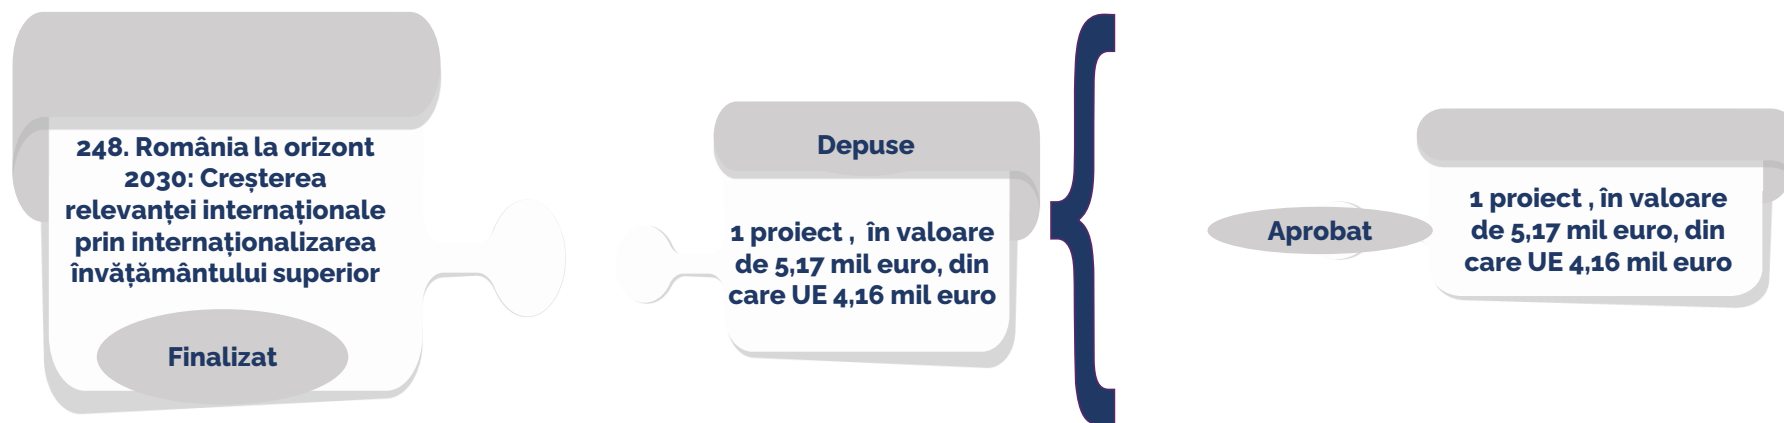 248. România la orizont
2030: Creșterea
relevanței internaționale
prin internaționalizarea
învățământului superior
Finalizat
Depuse
1 proiect , în valoare
de 5,17 mil euro, din
care UE 4,16 mil euro
Aprobat
1 proiect , în valoare
de 5,17 mil euro, din
care UE 4,16 mil euro